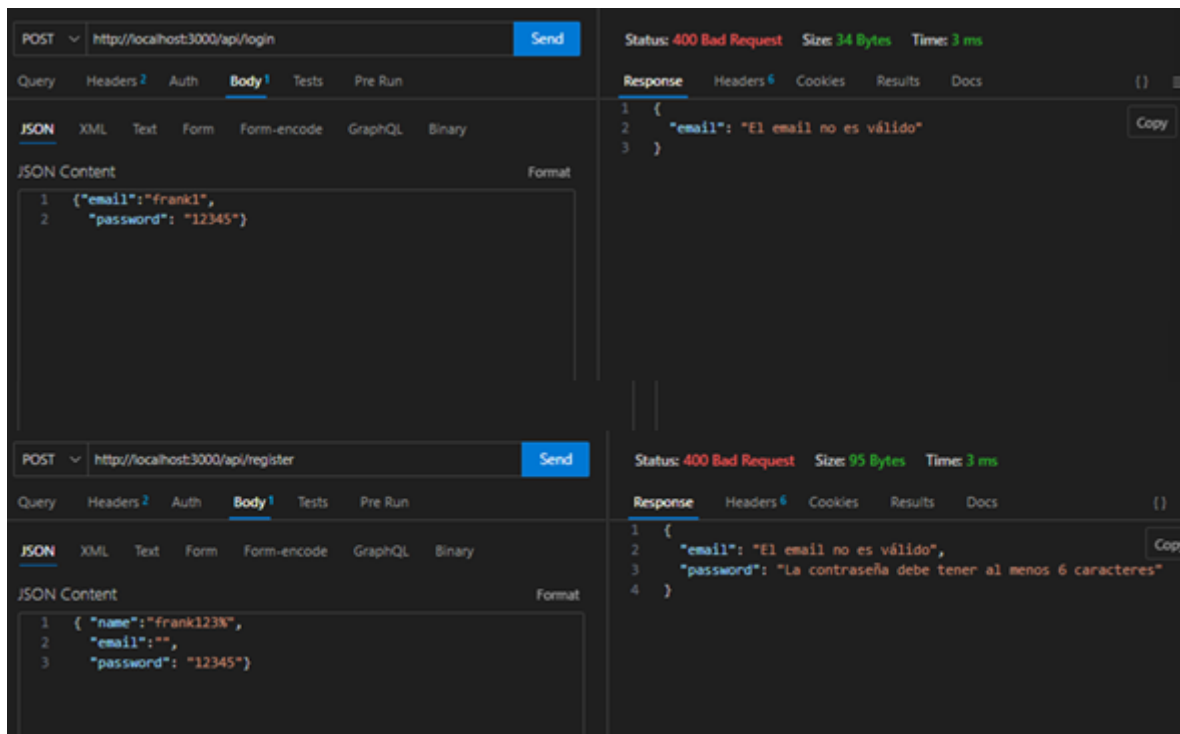 POST http://localhost:3000/api/login Send
Status: 400 Bad Request Size: 34 Bytes Time: 3 ms
Query Headers 2 Auth Body 1 Tests Pre Run
Response Headers 6 Cookies Results Docs {}
JSON XML Text Form Form-encode GraphQL Binary
JSON Content Format
1 {"email":"frank1",
2 "password": "12345"}
1 {
2 "email": "El email no es válido"
3 }
Copy
POST http://localhost:3000/api/register Send
Status: 400 Bad Request Size: 95 Bytes Time: 3 ms
Query Headers 2 Auth Body 1 Tests Pre Run
Response Headers 6 Cookies Results Docs {}
JSON XML Text Form Form-encode GraphQL Binary
JSON Content Format
1 { "name":"frank123%",
2 "email":"",
3 "password": "12345"}
1 {
2 "email": "El email no es válido",
3 "password": "La contraseña debe tener al menos 6 caracteres"
4 }
Cop